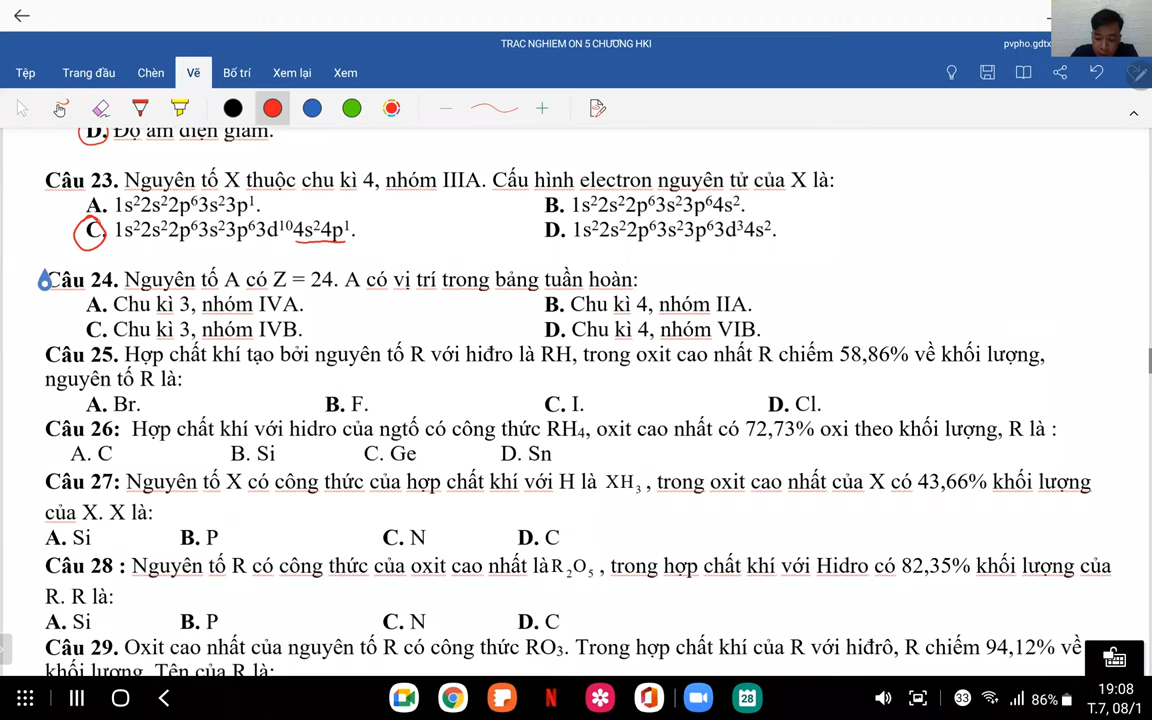 TRAC NGHIEM ON 5 CHƯƠNG HKI
pvpho.gdtx
Tệp Trang đầu Chèn Vẽ Bố trí Xem lại Xem
D. Độ âm điện giảm.
Câu 23. Nguyên tố X thuộc chu kì 4, nhóm IIIA. Cấu hình electron nguyên tử của X là:
A. 1s²2s²2p⁶3s²3p¹. B. 1s²2s²2p⁶3s²3p⁶4s².
C. 1s²2s²2p⁶3s²3p⁶3d¹⁰4s²4p¹. D. 1s²2s²2p⁶3s²3p⁶3d³4s².
Câu 24. Nguyên tố A có Z = 24. A có vị trí trong bảng tuần hoàn:
A. Chu kì 3, nhóm IVA. B. Chu kì 4, nhóm IIA.
C. Chu kì 3, nhóm IVB. D. Chu kì 4, nhóm VIB.
Câu 25. Hợp chất khí tạo bởi nguyên tố R với hiđro là RH, trong oxit cao nhất R chiếm 58,86% về khối lượng,
nguyên tố R là:
A. Br. B. F. C. I. D. Cl.
Câu 26: Hợp chất khí với hidro của ngtố có công thức RH₄, oxit cao nhất có 72,73% oxi theo khối lượng, R là :
A. C B. Si C. Ge D. Sn
Câu 27: Nguyên tố X có công thức của hợp chất khí với H là XH₃, trong oxit cao nhất của X có 43,66% khối lượng
của X. X là:
A. Si B. P C. N D. C
Câu 28 : Nguyên tố R có công thức của oxit cao nhất là R₂O₅, trong hợp chất khí với Hidro có 82,35% khối lượng của
R. R là:
A. Si B. P C. N D. C
Câu 29. Oxit cao nhất của nguyên tố R có công thức RO₃. Trong hợp chất khí của R với hiđrô, R chiếm 94,12% về
khối lượng. Tên của R là:
28
33
86%
19:08
T.7, 08/1